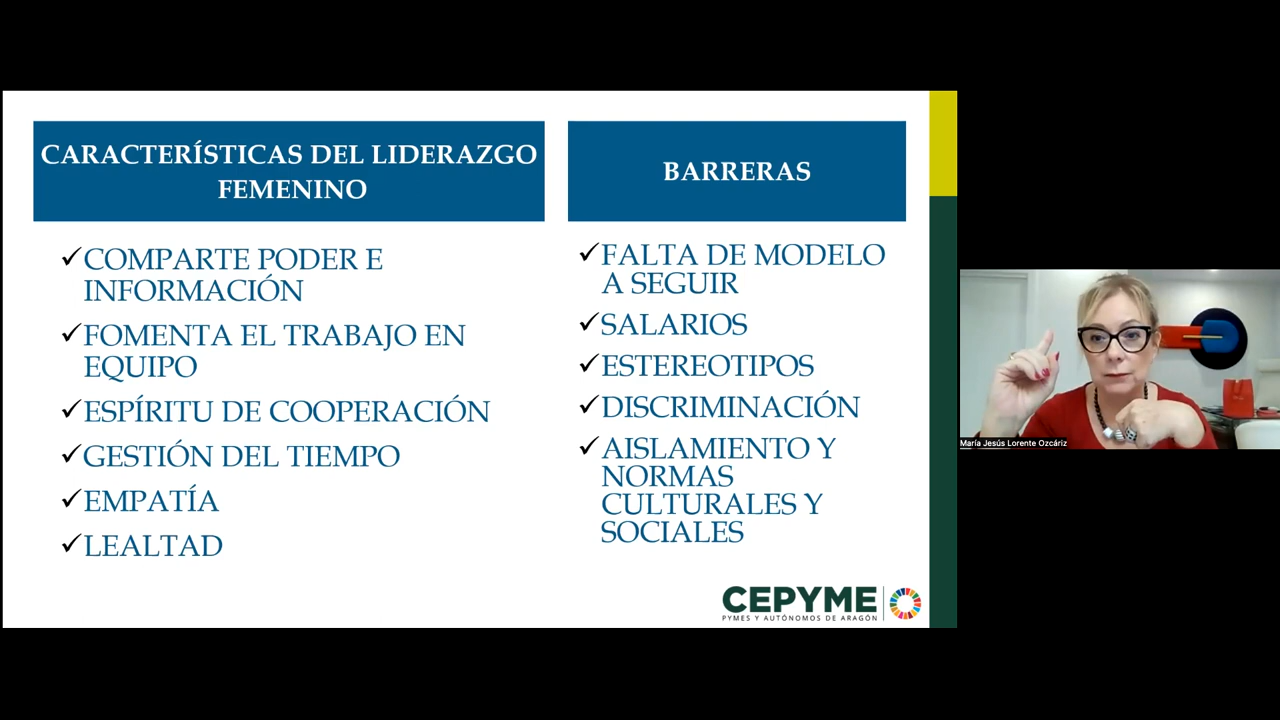 CARACTERÍSTICAS DEL LIDERAZGO
FEMENINO
COMPARTE PODER E
INFORMACIÓN
FOMENTA EL TRABAJO EN
EQUIPO
ESPÍRITU DE COOPERACIÓN
GESTIÓN DEL TIEMPO
EMPATÍA
LEALTAD
BARRERAS
FALTA DE MODELO
A SEGUIR
SALARIOS
ESTEREOTIPOS
DISCRIMINACIÓN
AISLAMIENTO Y
NORMAS
CULTURALES Y
SOCIALES
CEPYME
PYMES Y AUTÓNOMOS DE ARAGÓN
María Jesús Lorente Ozcáriz